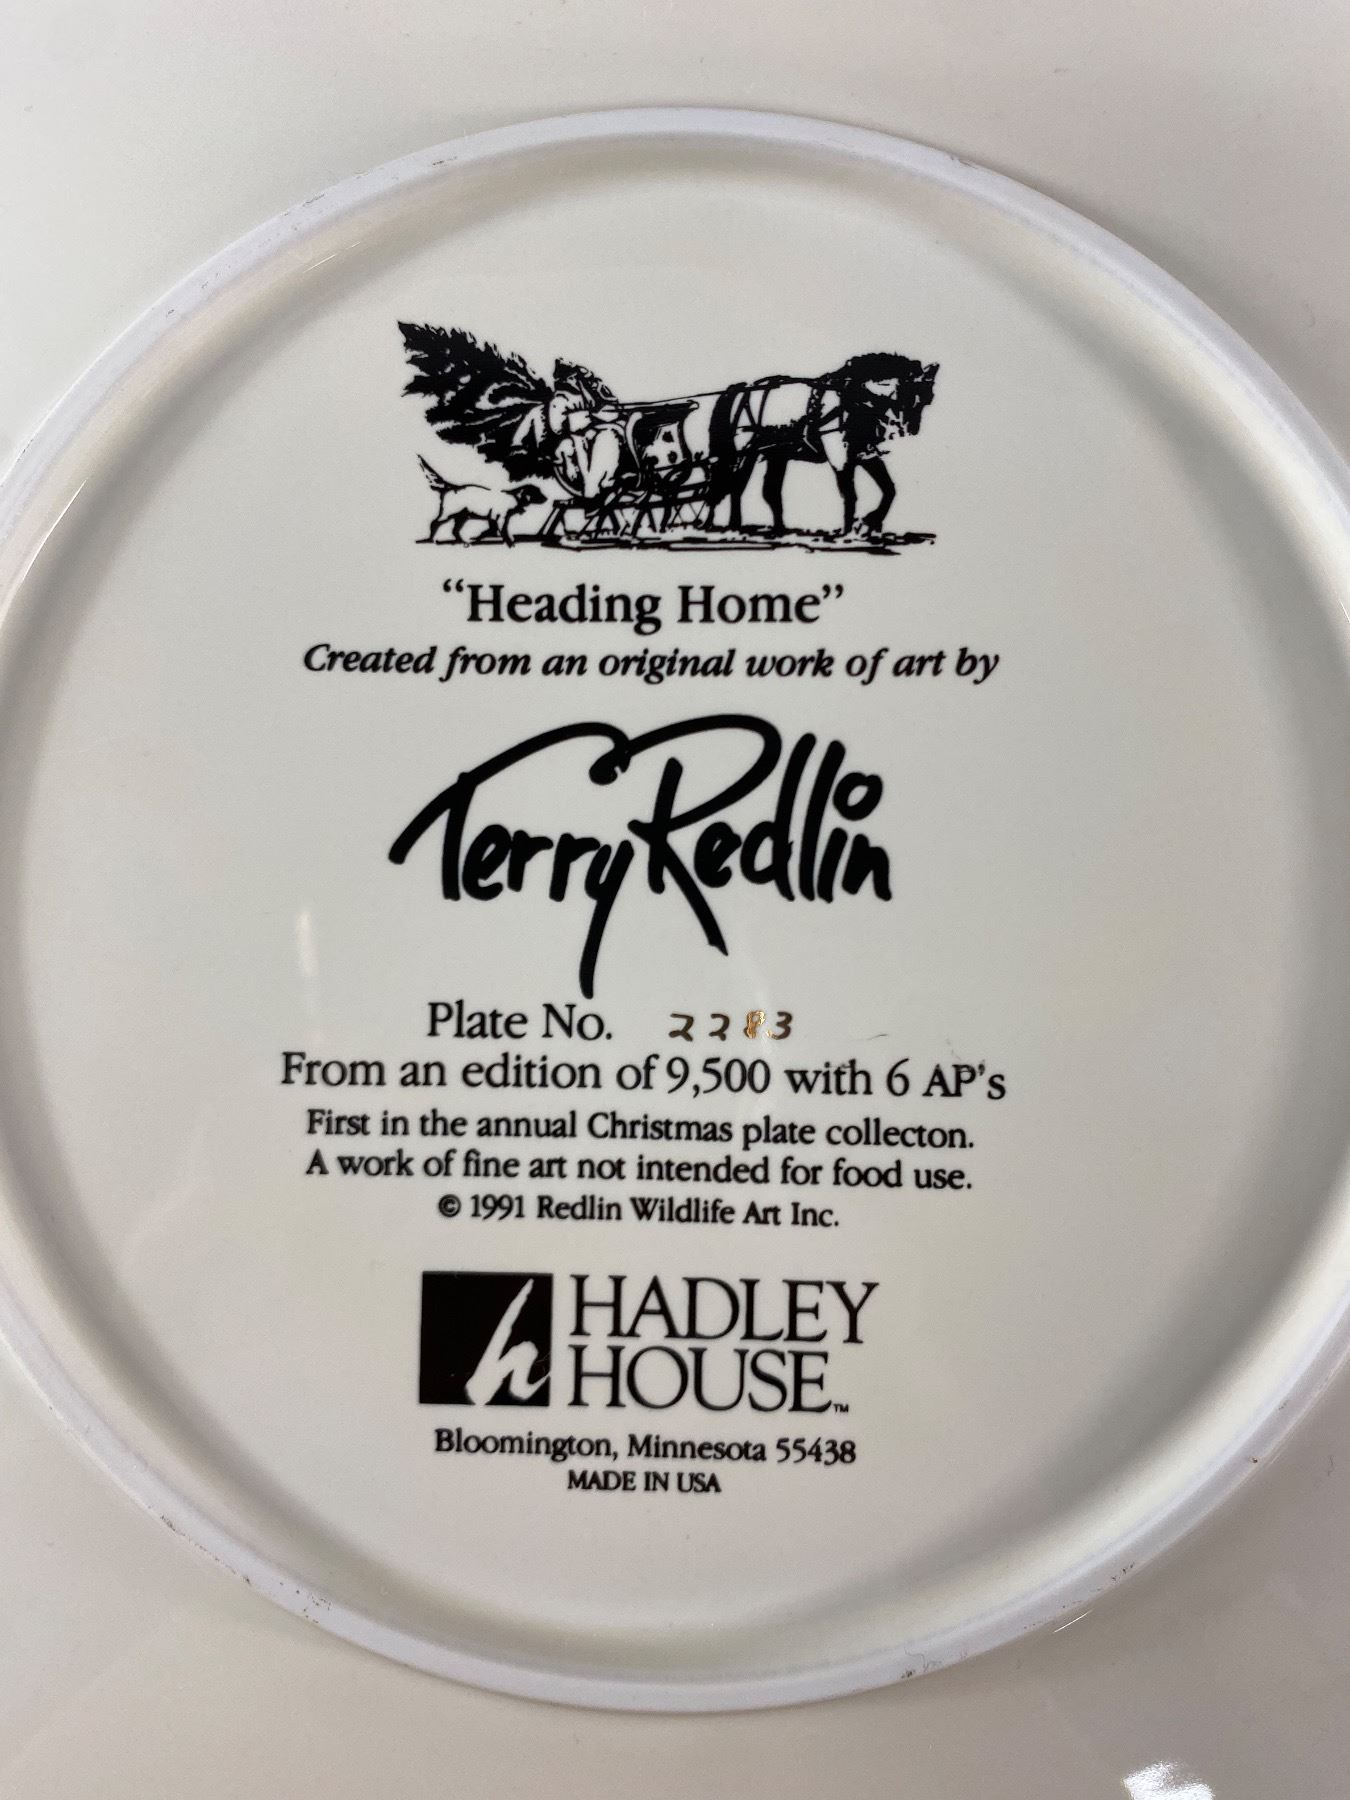 “Heading Home”
Created from an original work of art by
Terry Redlin
Plate No. 2283
From an edition of 9,500 with 6 AP's
First in the annual Christmas plate collecton.
A work of fine art not intended for food use.
© 1991 Redlin Wildlife Art Inc.
h HADLEY
HOUSE™
Bloomington, Minnesota 55438
MADE IN USA